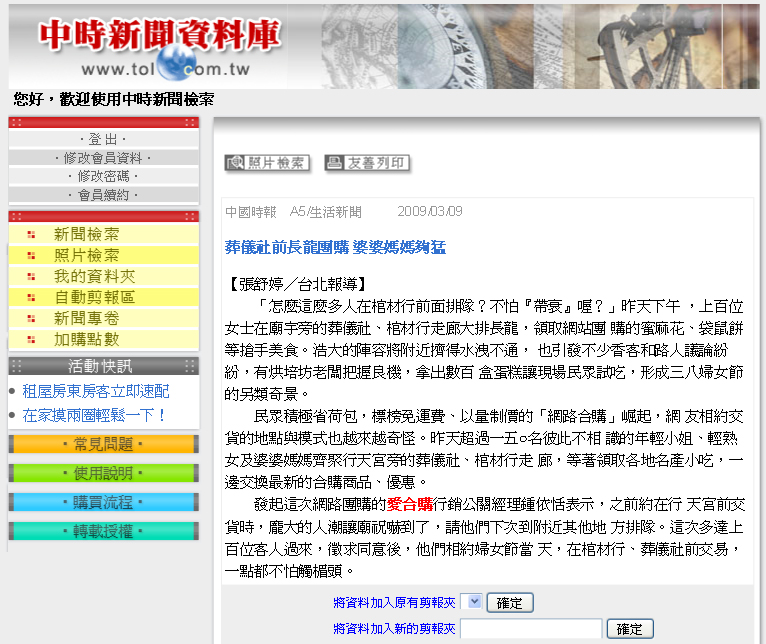 中時新聞資料庫
www.tol.com.tw
您好，歡迎使用中時新聞檢索
· 登 出 ·
· 修改會員資料 ·
· 修改密碼 ·
· 會員續約 ·
新聞檢索
照片檢索
我的資料夾
自動剪報區
新聞專卷
加購點數
活動快訊
租屋房東房客立即速配
在家摸兩圈輕鬆一下！
· 常見問題 ·
· 使用說明 ·
· 購買流程 ·
· 轉載授權 ·
照片檢索 友善列印
中國時報 A5/生活新聞 2009/03/09
葬儀社前長龍團購 婆婆媽媽夠猛
【張舒婷／台北報導】
「怎麼這麼多人在棺材行前面排隊？不怕『帶衰』喔？」昨天下午 ，上百位
女士在廟宇旁的葬儀社、棺材行走廊大排長龍，領取網站團 購的蜜麻花、袋鼠餅
等搶手美食。浩大的陣容將附近擠得水洩不通， 也引發不少香客和路人議論紛
紛，有烘培坊老闆把握良機，拿出數百 盒蛋糕讓現場民眾試吃，形成三八婦女節
的另類奇景。
民眾積極省荷包，標榜免運費、以量制價的「網路合購」崛起，網 友相約交
貨的地點與模式也越來越奇怪。昨天超過一五○名彼此不相 識的年輕小姐、輕熟
女及婆婆媽媽齊聚行天宮旁的葬儀社、棺材行走 廊，等著領取各地名產小吃，一
邊交換最新的合購商品、優惠。
發起這次網路團購的愛合購行銷公關經理鍾依恬表示，之前約在行 天宮前交
貨時，龐大的人潮讓廟祝嚇到了，請他們下次到附近其他地 方排隊。這次多達上
百位客人過來，徵求同意後，他們相約婦女節當 天，在棺材行、葬儀社前交易，
一點都不怕觸楣頭。
將資料加入原有剪報夾 確定
將資料加入新的剪報夾 確定